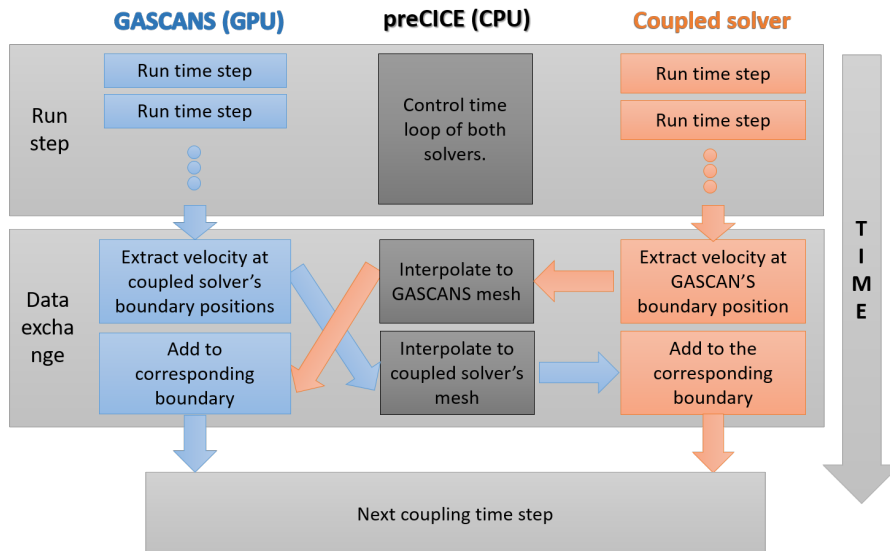 GASCANS (GPU)
preCICE (CPU)
Coupled solver
Run
step
Run time step
Run time step
Control time
loop of both
solvers.
Run time step
Run time step
Data
excha
nge
Extract velocity at
coupled solver's
boundary positions
Interpolate to
GASCANS mesh
Extract velocity at
GASCAN'S
boundary position
Add to
corresponding
boundary
Interpolate to
coupled solver's
mesh
Add to the
corresponding
boundary
Next coupling time step
T
I
M
E